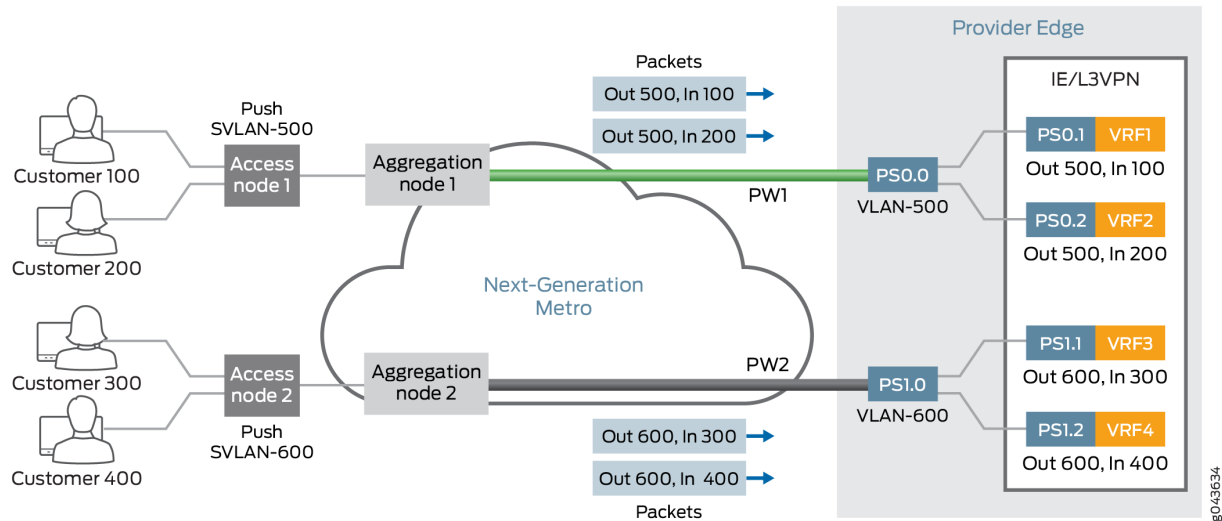 Provider Edge
IE/L3VPN
Packets
Out 500, In 100
Out 500, In 200
Push
SVLAN-500
Customer 100
Customer 200
Access
node 1
Aggregation
node 1
PW1
PS0.0
VLAN-500
PS0.1 VRF1
Out 500, In 100
PS0.2 VRF2
Out 500, In 200
Next-Generation
Metro
Customer 300
Customer 400
Access
node 2
Push
SVLAN-600
Aggregation
node 2
PW2
PS1.0
VLAN-600
PS1.1 VRF3
Out 600, In 300
PS1.2 VRF4
Out 600, In 400
Out 600, In 300
Out 600, In 400
Packets
g043634